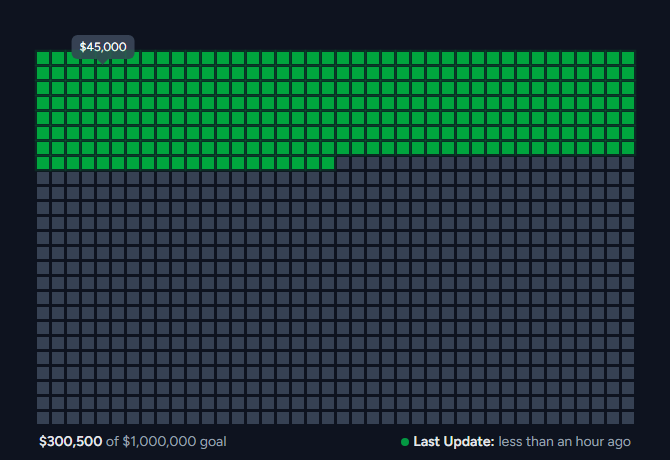 $45,000
$300,500 of $1,000,000 goal
Last Update: less than an hour ago